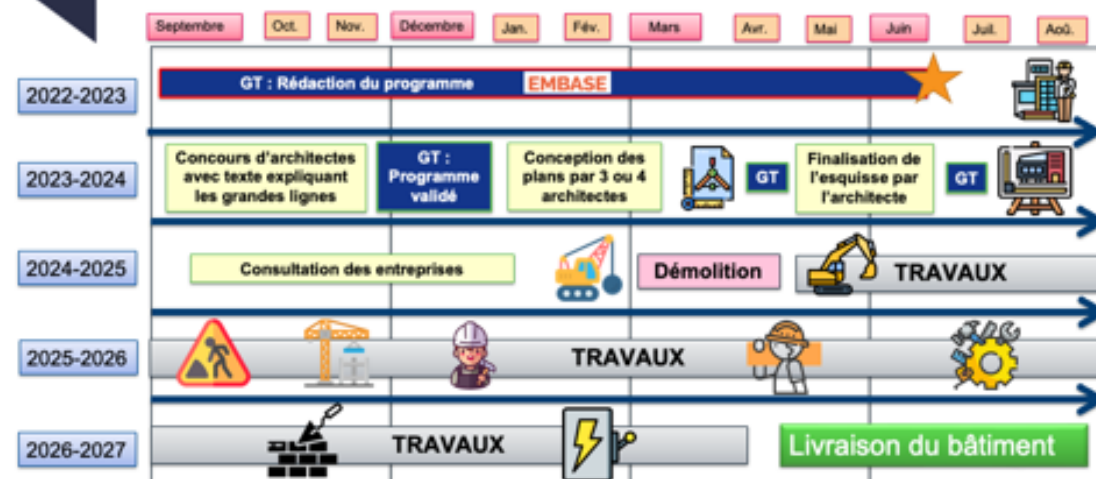 Septembre Oct. Nov. Décembre Jan. Fév. Mars Avr. Mai Juin Juil. Aoû.
2022-2023
GT : Rédaction du programme EMBASE
2023-2024
Concours d'architectes
avec texte expliquant
les grandes lignes
GT :
Programme
validé
Conception des
plans par 3 ou 4
architectes
GT
Finalisation de
l'esquisse par
l'architecte
GT
2024-2025
Consultation des entreprises
Démolition
TRAVAUX
2025-2026
TRAVAUX
2026-2027
TRAVAUX
Livraison du bâtiment